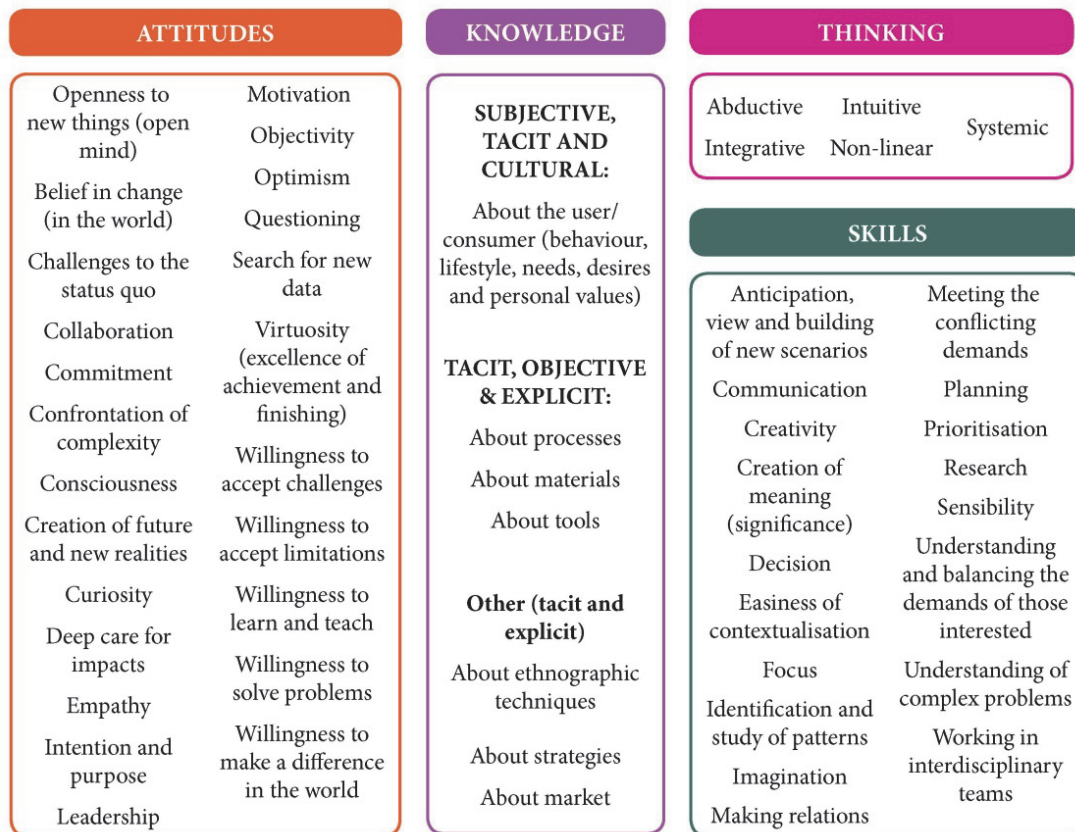 ATTITUDES
Openness to
new things (open
mind)
Belief in change
(in the world)
Challenges to the
status quo
Collaboration
Commitment
Confrontation of
complexity
Consciousness
Creation of future
and new realities
Curiosity
Deep care for
impacts
Empathy
Intention and
purpose
Leadership
Motivation
Objectivity
Optimism
Questioning
Search for new
data
Virtuosity
(excellence of
achievement and
finishing)
Willingness to
accept challenges
Willingness to
accept limitations
Willingness to
learn and teach
Willingness to
solve problems
Willingness to
make a difference
in the world
KNOWLEDGE
SUBJECTIVE,
TACIT AND
CULTURAL:
About the user/
consumer (behaviour,
lifestyle, needs, desires
and personal values)
TACIT, OBJECTIVE
& EXPLICIT:
About processes
About materials
About tools
Other (tacit and
explicit)
About ethnographic
techniques
About strategies
About market
THINKING
Abductive
Integrative
Intuitive
Non-linear
Systemic
SKILLS
Anticipation,
view and building
of new scenarios
Communication
Creativity
Creation of
meaning
(significance)
Decision
Easiness of
contextualisation
Focus
Identification and
study of patterns
Imagination
Making relations
Meeting the
conflicting
demands
Planning
Prioritisation
Research
Sensibility
Understanding
and balancing the
demands of those
interested
Understanding of
complex problems
Working in
interdisciplinary
teams